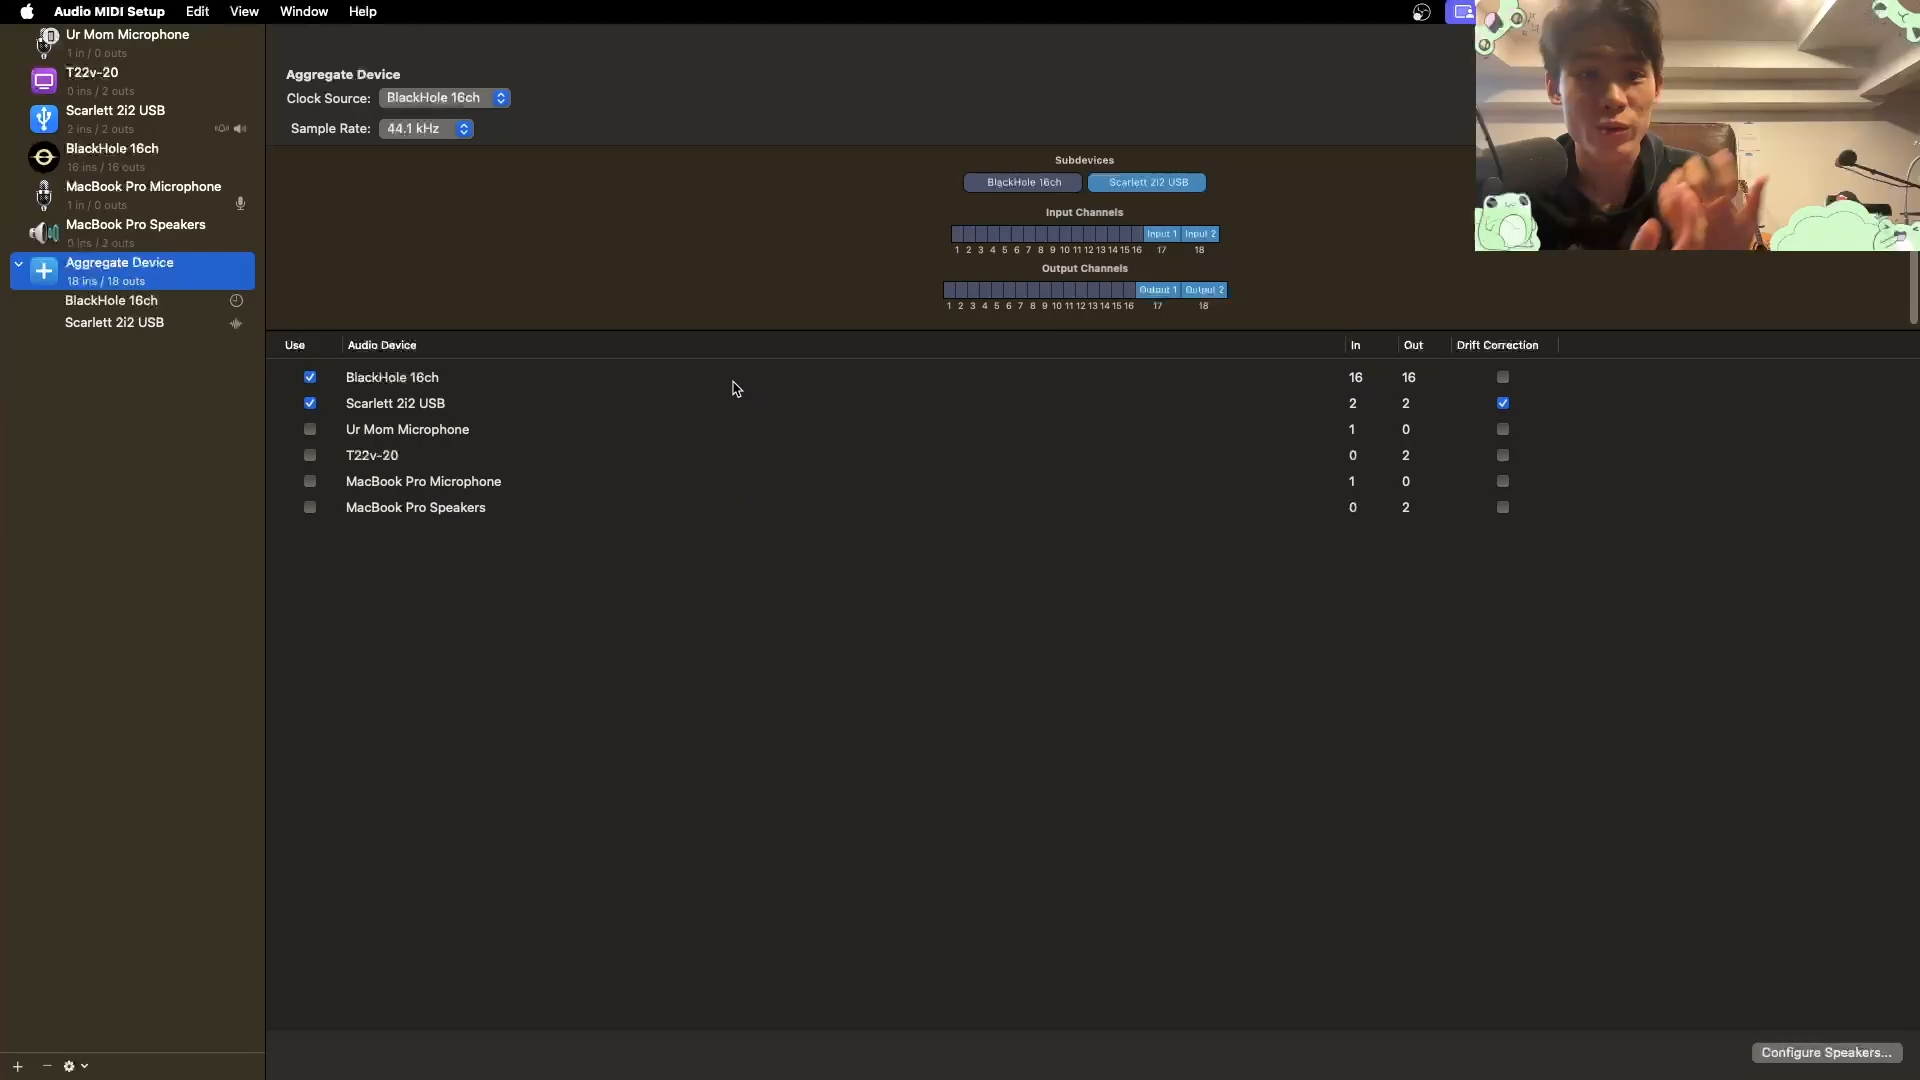 Audio MIDI Setup Edit View Window Help
Ur Mom Microphone
1 in / 0 outs
T22v-20
0 ins / 2 outs
Scarlett 2i2 USB
2 ins / 2 outs
BlackHole 16ch
16 ins / 16 outs
MacBook Pro Microphone
1 in / 0 outs
MacBook Pro Speakers
0 ins / 2 outs
Aggregate Device
18 ins / 18 outs
BlackHole 16ch
Scarlett 2i2 USB
Aggregate Device
Clock Source: BlackHole 16ch
Sample Rate: 44.1 kHz
Subdevices
BlackHole 16ch Scarlett 2i2 USB
Input Channels
Input 1 Input 2
1 2 3 4 5 6 7 8 9 10 11 12 13 14 15 16 17 18
Output Channels
Output 1 Output 2
1 2 3 4 5 6 7 8 9 10 11 12 13 14 15 16 17 18
Use Audio Device In Out Drift Correction
BlackHole 16ch 16 16
Scarlett 2i2 USB 2 2
Ur Mom Microphone 1 0
T22v-20 0 2
MacBook Pro Microphone 1 0
MacBook Pro Speakers 0 2
Configure Speakers...